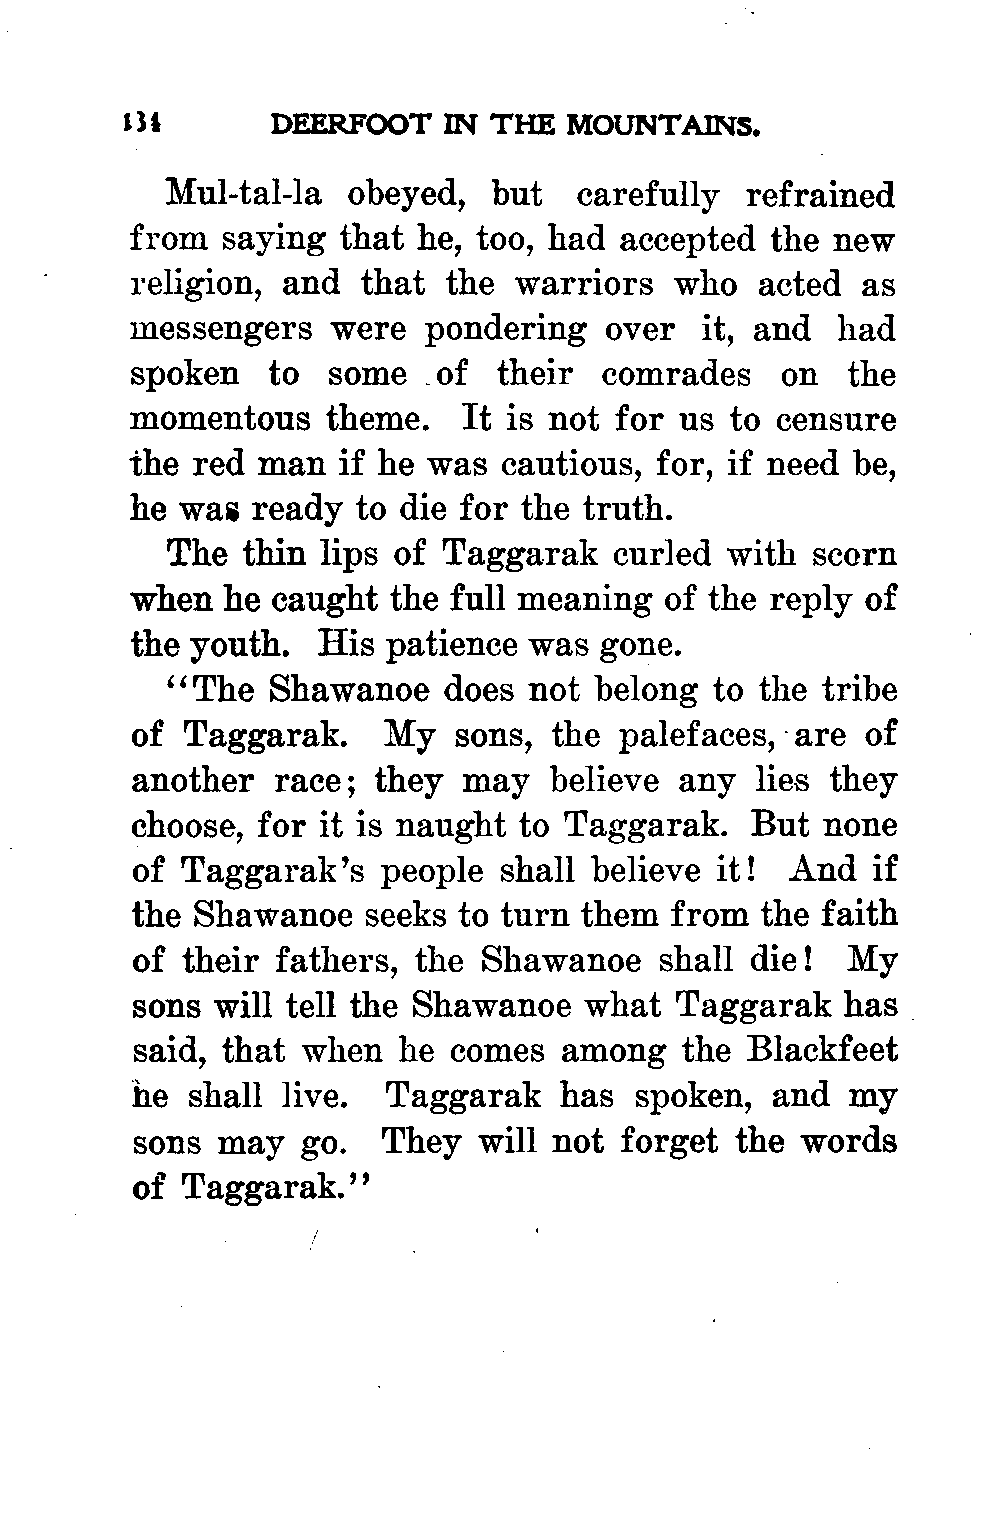 134 DEERFOOT IN THE MOUNTAINS.
Mul-tal-la obeyed, but carefully refrained
from saying that he, too, had accepted the new
religion, and that the warriors who acted as
messengers were pondering over it, and had
spoken to some of their comrades on the
momentous theme. It is not for us to censure
the red man if he was cautious, for, if need be,
he was ready to die for the truth.
The thin lips of Taggarak curled with scorn
when he caught the full meaning of the reply of
the youth. His patience was gone.
“The Shawanoe does not belong to the tribe
of Taggarak. My sons, the palefaces, are of
another race; they may believe any lies they
choose, for it is naught to Taggarak. But none
of Taggarak’s people shall believe it! And if
the Shawanoe seeks to turn them from the faith
of their fathers, the Shawanoe shall die! My
sons will tell the Shawanoe what Taggarak has
said, that when he comes among the Blackfeet
he shall live. Taggarak has spoken, and my
sons may go. They will not forget the words
of Taggarak.”